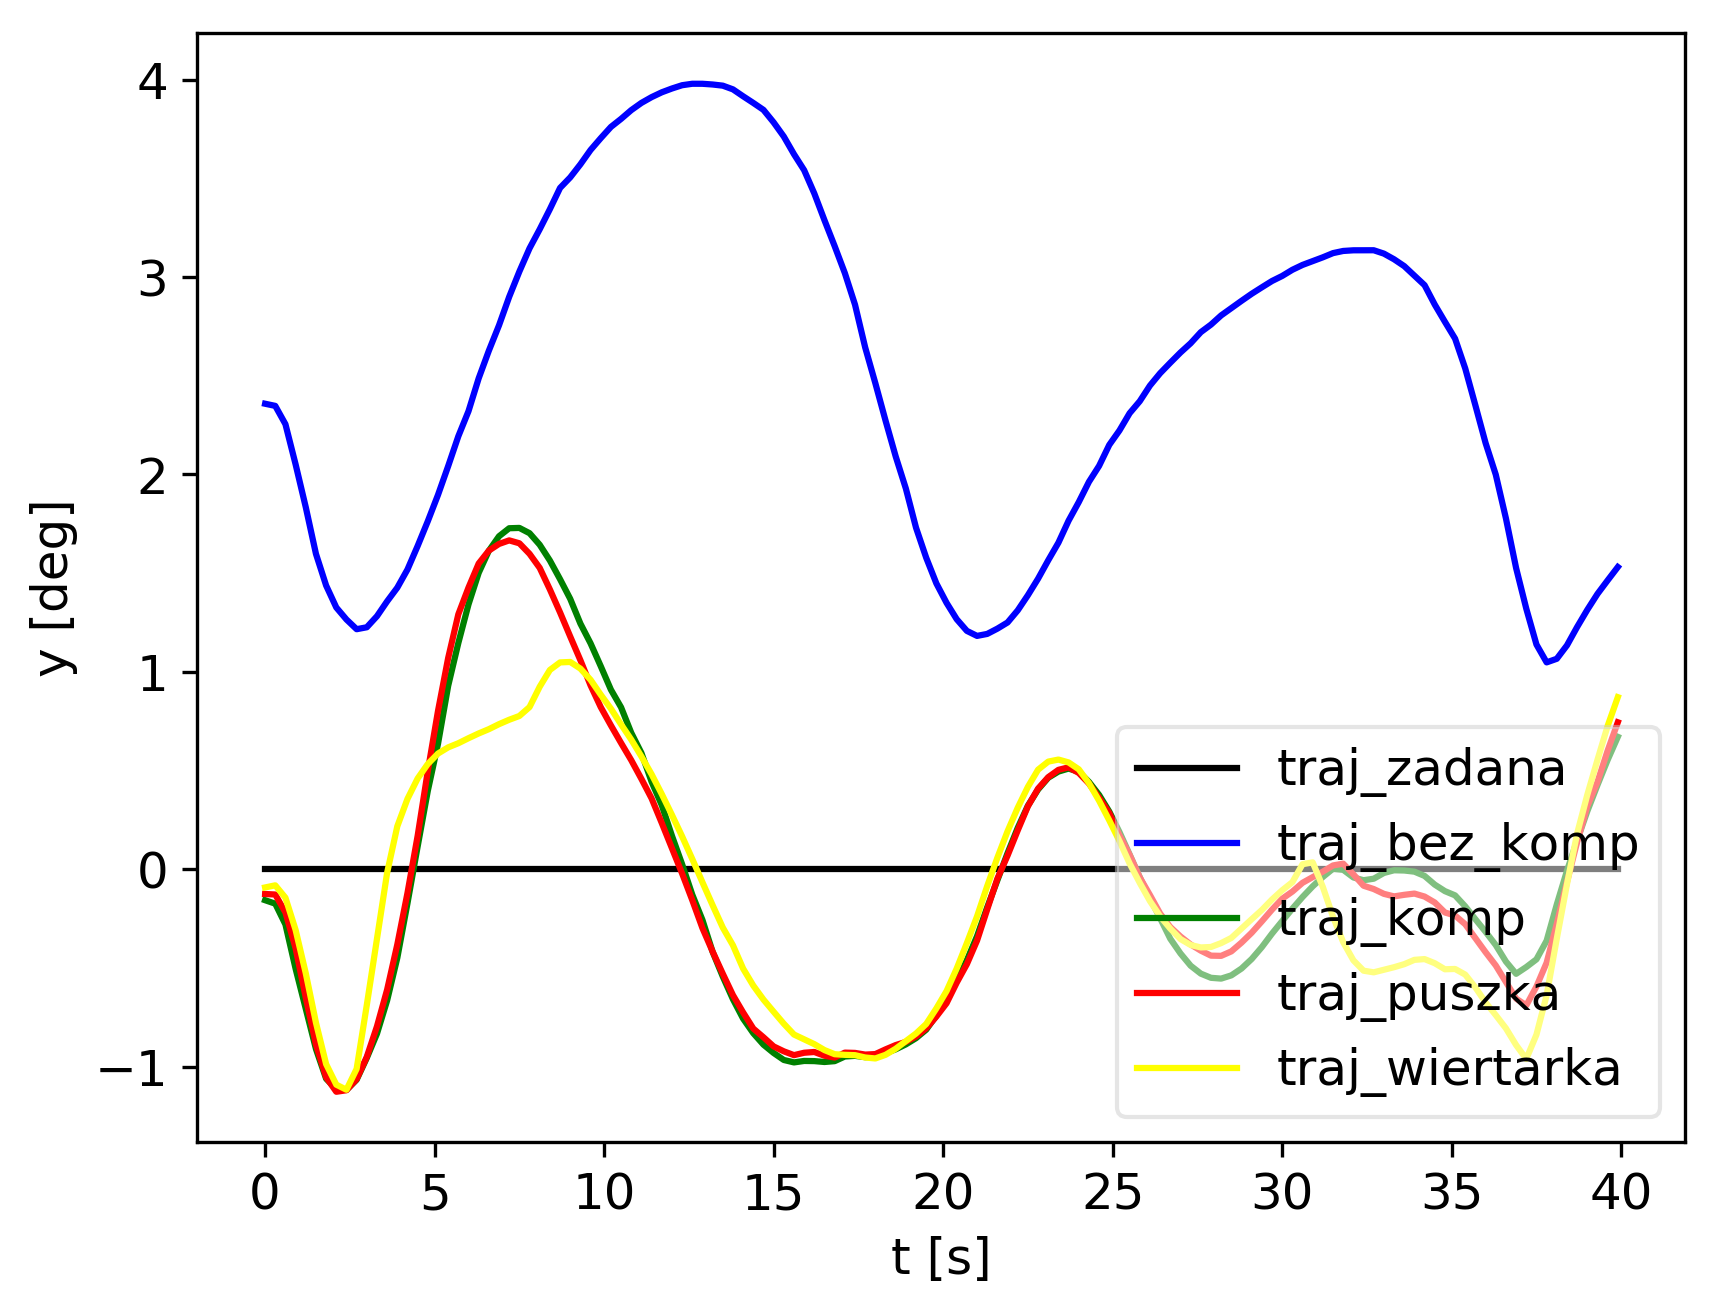 4
3
2
1
0
−1
y [deg]
0 5 10 15 20 25 30 35 40
t [s]
traj_zadana
traj_bez_komp
traj_komp
traj_puszka
traj_wiertarka